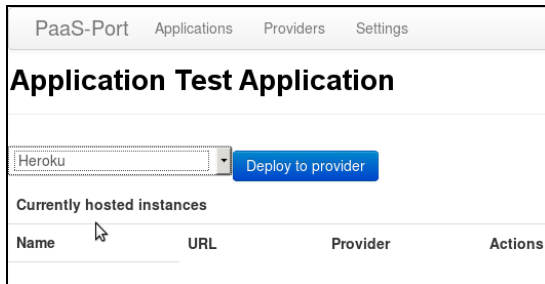 PaaS-Port Applications Providers Settings
Application Test Application
Heroku Deploy to provider
Currently hosted instances
Name URL Provider Actions